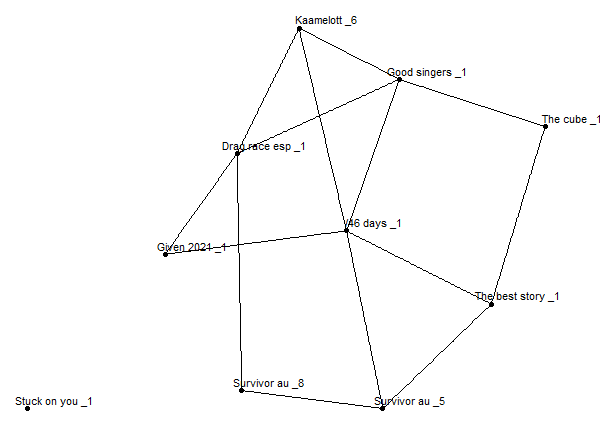 Kaamelott _6
Good singers _1
The cube _1
Drag race esp _1
46 days _1
Given 2021 _1
The best story _1
Survivor au _8
Stuck on you _1
Survivor au _5